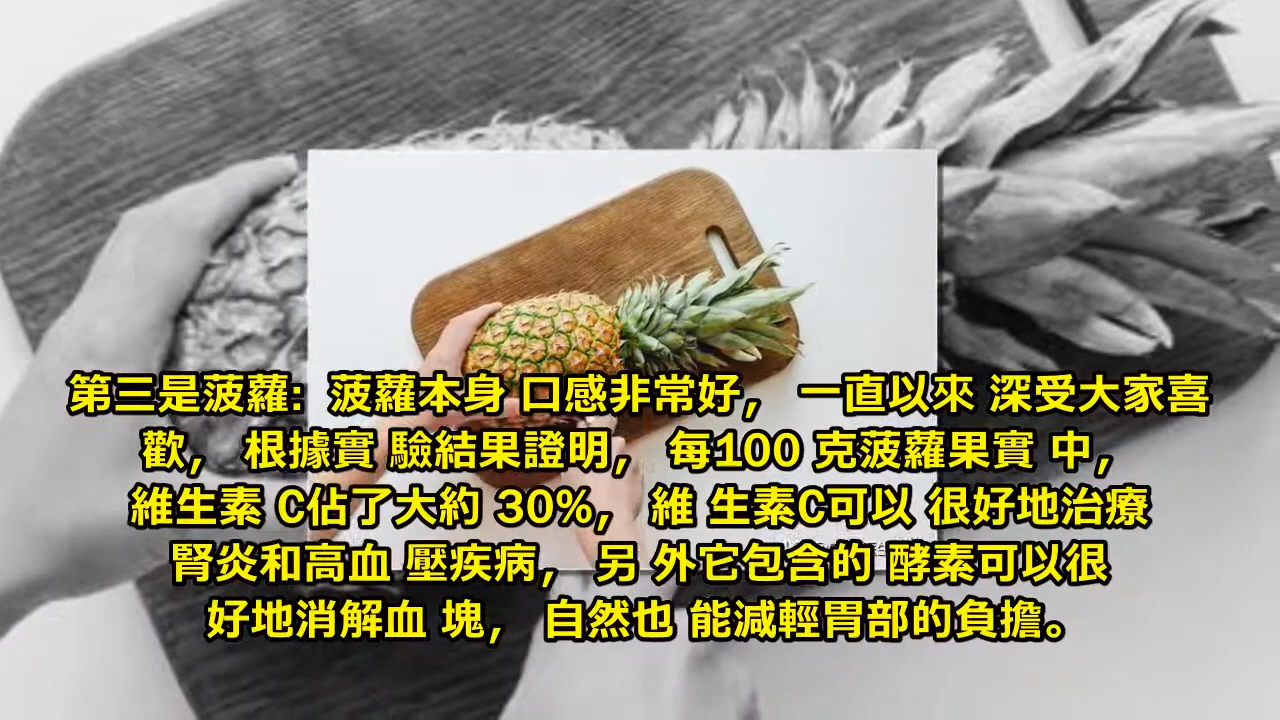 第三是菠蘿：菠蘿本身 口感非常好， 一直以來 深受大家喜
歡， 根據實 驗結果證明， 每100 克菠蘿果實 中，
維生素 C佔了大約 30%， 維 生素C可以 很好地治療
腎炎和高血 壓疾病， 另 外它包含的 酵素可以很
好地消解血 塊， 自然也 能減輕胃部的負擔。